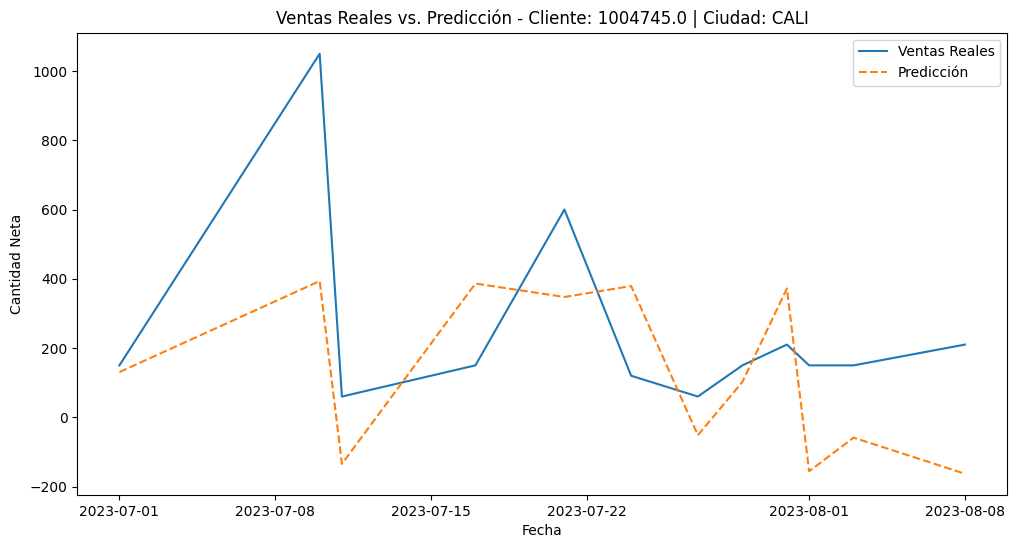 Ventas Reales vs. Predicción - Cliente: 1004745.0 | Ciudad: CALI
Ventas Reales
Predicción
Cantidad Neta
1000
800
600
400
200
0
−200
2023-07-01 2023-07-08 2023-07-15 2023-07-22 2023-08-01 2023-08-08
Fecha